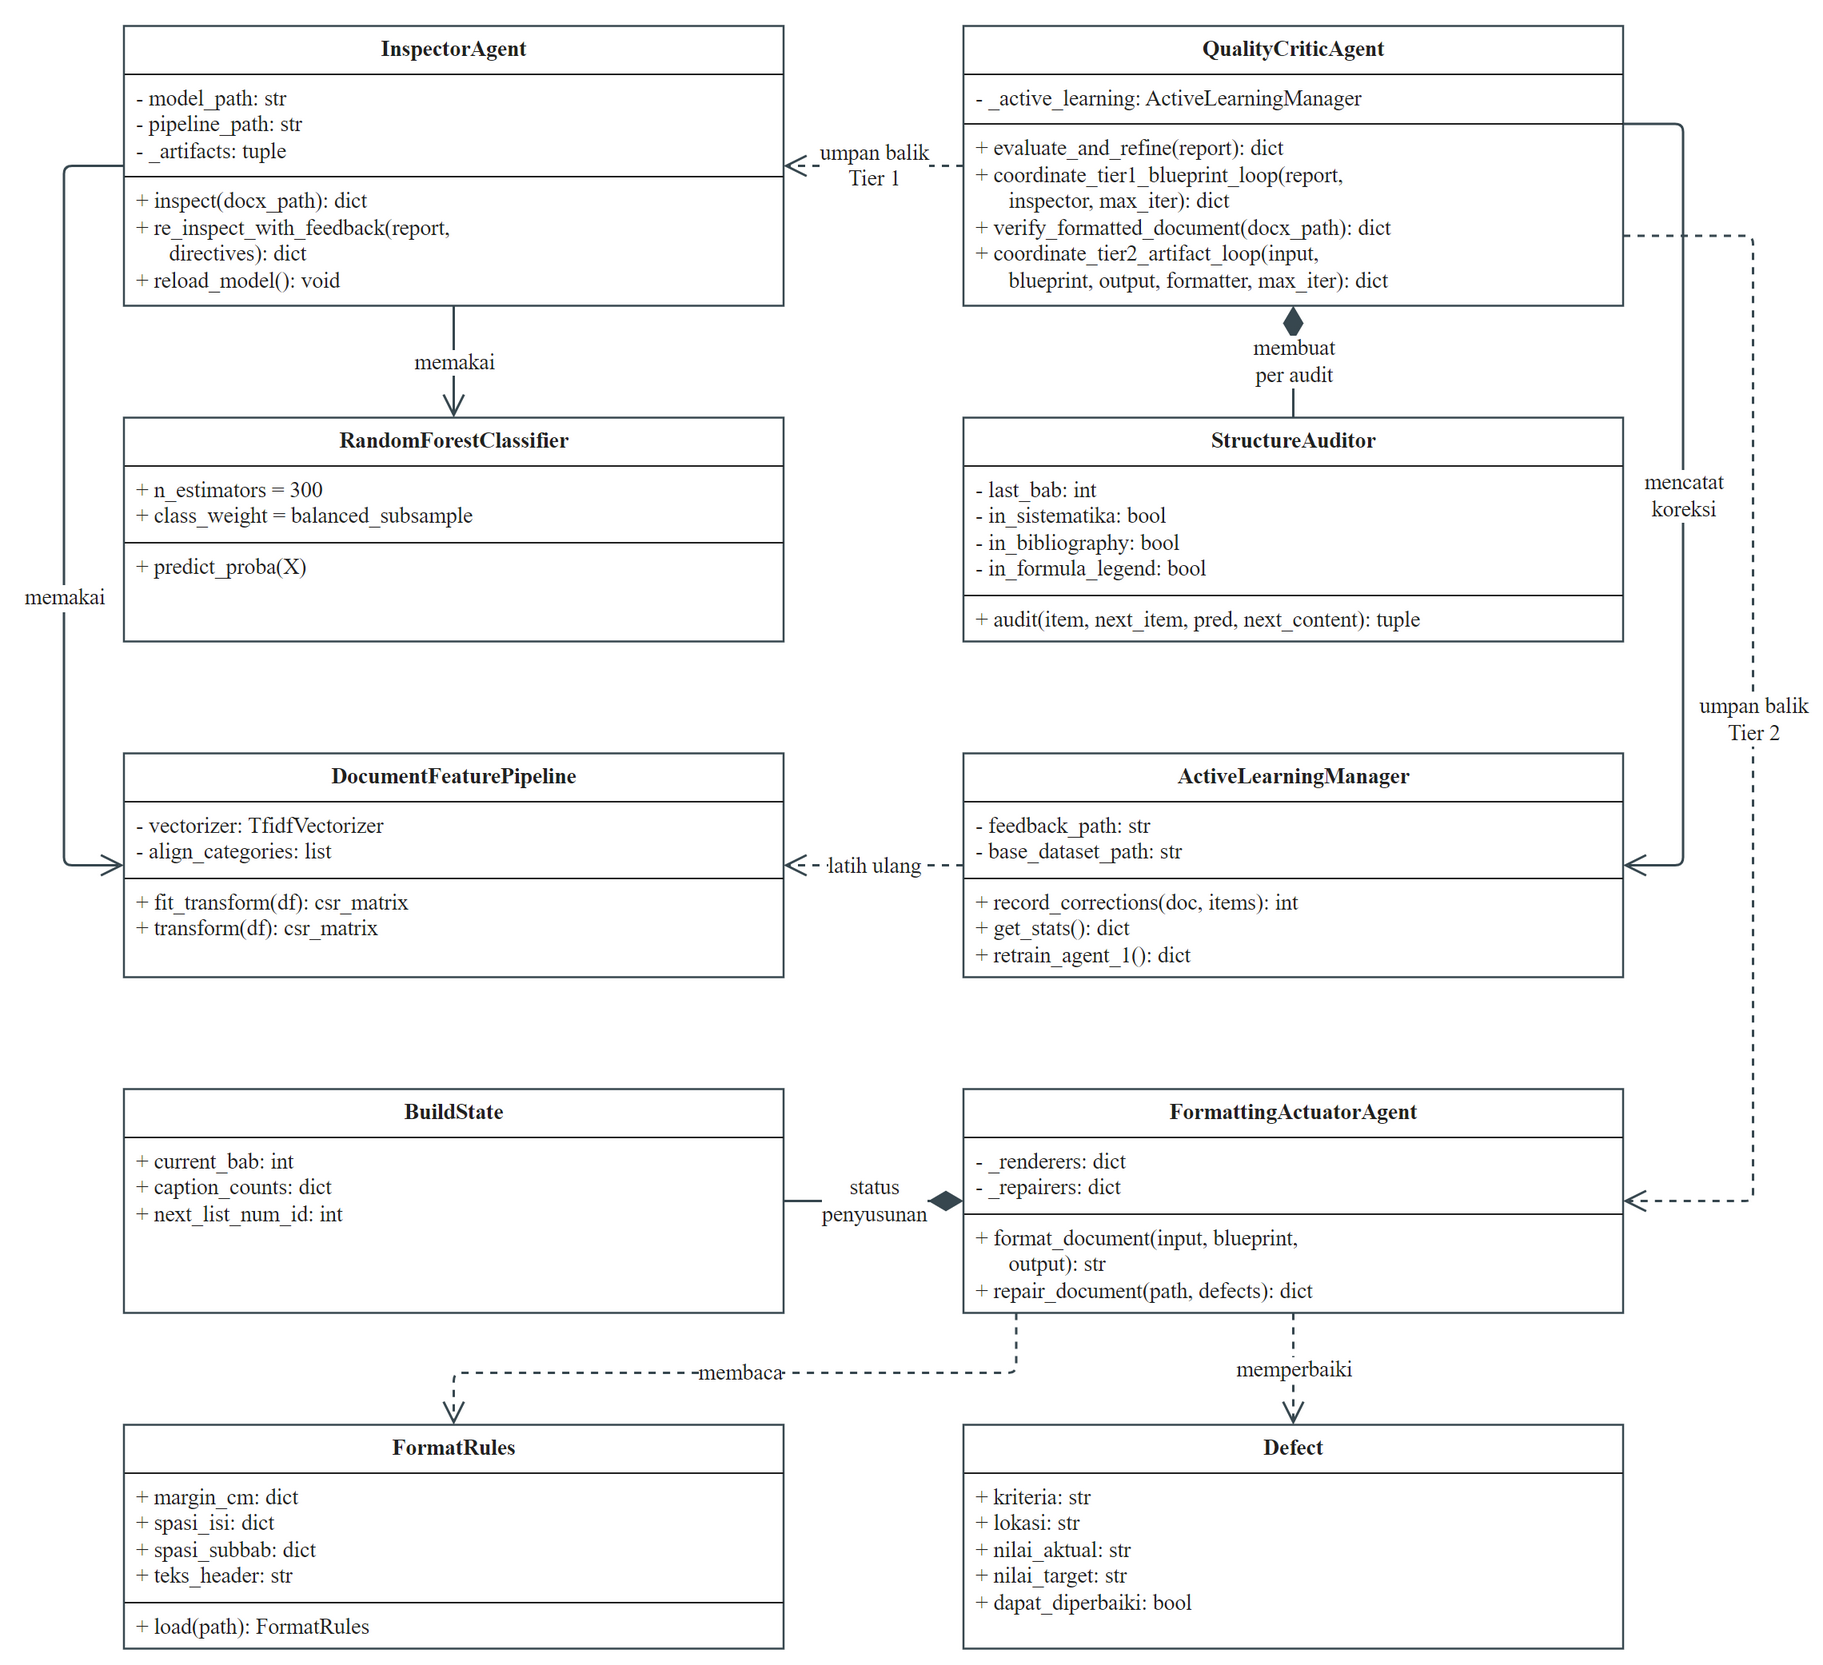 InspectorAgent
- model_path: str
- pipeline_path: str
- _artifacts: tuple
+ inspect(docx_path): dict
+ re_inspect_with_feedback(report,
directives): dict
+ reload_model(): void
umpan balik
Tier 1
QualityCriticAgent
- _active_learning: ActiveLearningManager
+ evaluate_and_refine(report): dict
+ coordinate_tier1_blueprint_loop(report,
inspector, max_iter): dict
+ verify_formatted_document(docx_path): dict
+ coordinate_tier2_artifact_loop(input,
blueprint, output, formatter, max_iter): dict
memakai
membuat
per audit
RandomForestClassifier
+ n_estimators = 300
+ class_weight = balanced_subsample
+ predict_proba(X)
StructureAuditor
- last_bab: int
- in_sistematika: bool
- in_bibliography: bool
- in_formula_legend: bool
+ audit(item, next_item, pred, next_content): tuple
mencatat
koreksi
memakai
umpan balik
Tier 2
DocumentFeaturePipeline
- vectorizer: TfidfVectorizer
- align_categories: list
+ fit_transform(df): csr_matrix
+ transform(df): csr_matrix
latih ulang
ActiveLearningManager
- feedback_path: str
- base_dataset_path: str
+ record_corrections(doc, items): int
+ get_stats(): dict
+ retrain_agent_1(): dict
BuildState
+ current_bab: int
+ caption_counts: dict
+ next_list_num_id: int
status
penyusunan
FormattingActuatorAgent
- _renderers: dict
- _repairers: dict
+ format_document(input, blueprint,
output): str
+ repair_document(path, defects): dict
membaca
memperbaiki
FormatRules
+ margin_cm: dict
+ spasi_isi: dict
+ spasi_subbab: dict
+ teks_header: str
+ load(path): FormatRules
Defect
+ kriteria: str
+ lokasi: str
+ nilai_aktual: str
+ nilai_target: str
+ dapat_diperbaiki: bool